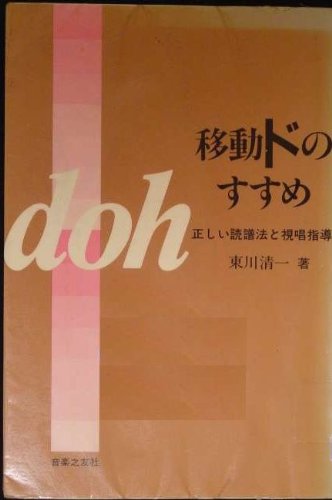 移動ドの
すすめ
doh
正しい読譜法と視唱指導
東川清一 著
音楽之友社